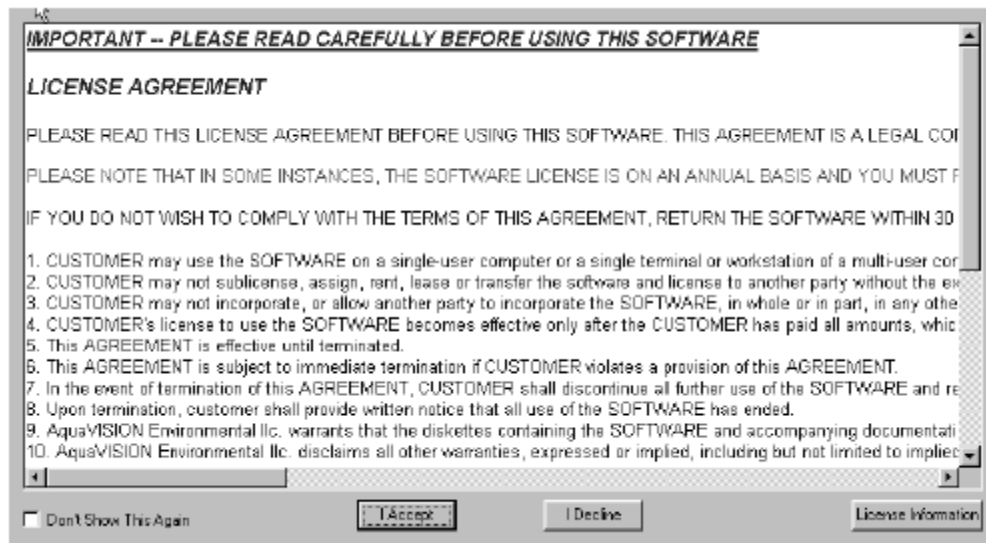 IMPORTANT -- PLEASE READ CAREFULLY BEFORE USING THIS SOFTWARE
LICENSE AGREEMENT
PLEASE READ THIS LICENSE AGREEMENT BEFORE USING THIS SOFTWARE. THIS AGREEMENT IS A LEGAL
PLEASE NOTE THAT IN SOME INSTANCES, THE SOFTWARE LICENSE IS ON AN ANNUAL BASIS AND YOU MUST
IF YOU DO NOT WISH TO COMPLY WITH THE TERMS OF THIS AGREEMENT, RETURN THE SOFTWARE WITHIN 30
1. CUSTOMER may use the SOFTWARE on a single-user computer or a single terminal or workstation of a multi-user
2. CUSTOMER may not sublicense, assign, rent, lease or transfer the software and license to another party without the
3. CUSTOMER may not incorporate, or allow another party to incorporate the SOFTWARE, in whole or in part, in any
4. CUSTOMER's license to use the SOFTWARE becomes effective only after the CUSTOMER has paid all amounts,
5. This AGREEMENT is effective until terminated.
6. This AGREEMENT is subject to immediate termination if CUSTOMER violates a provision of this AGREEMENT.
7. In the event of termination of this AGREEMENT, CUSTOMER shall discontinue all further use of the SOFTWARE and
8. Upon termination, customer shall provide written notice that all use of the SOFTWARE has ended.
9. AquaVISION Environmental llc. warrants that the diskettes containing the SOFTWARE and accompanying
10. AquaVISION Environmental llc. disclaims all other warranties, expressed or implied, including but not limited to
Don't Show This Again
I Accept
I Decline
License Information